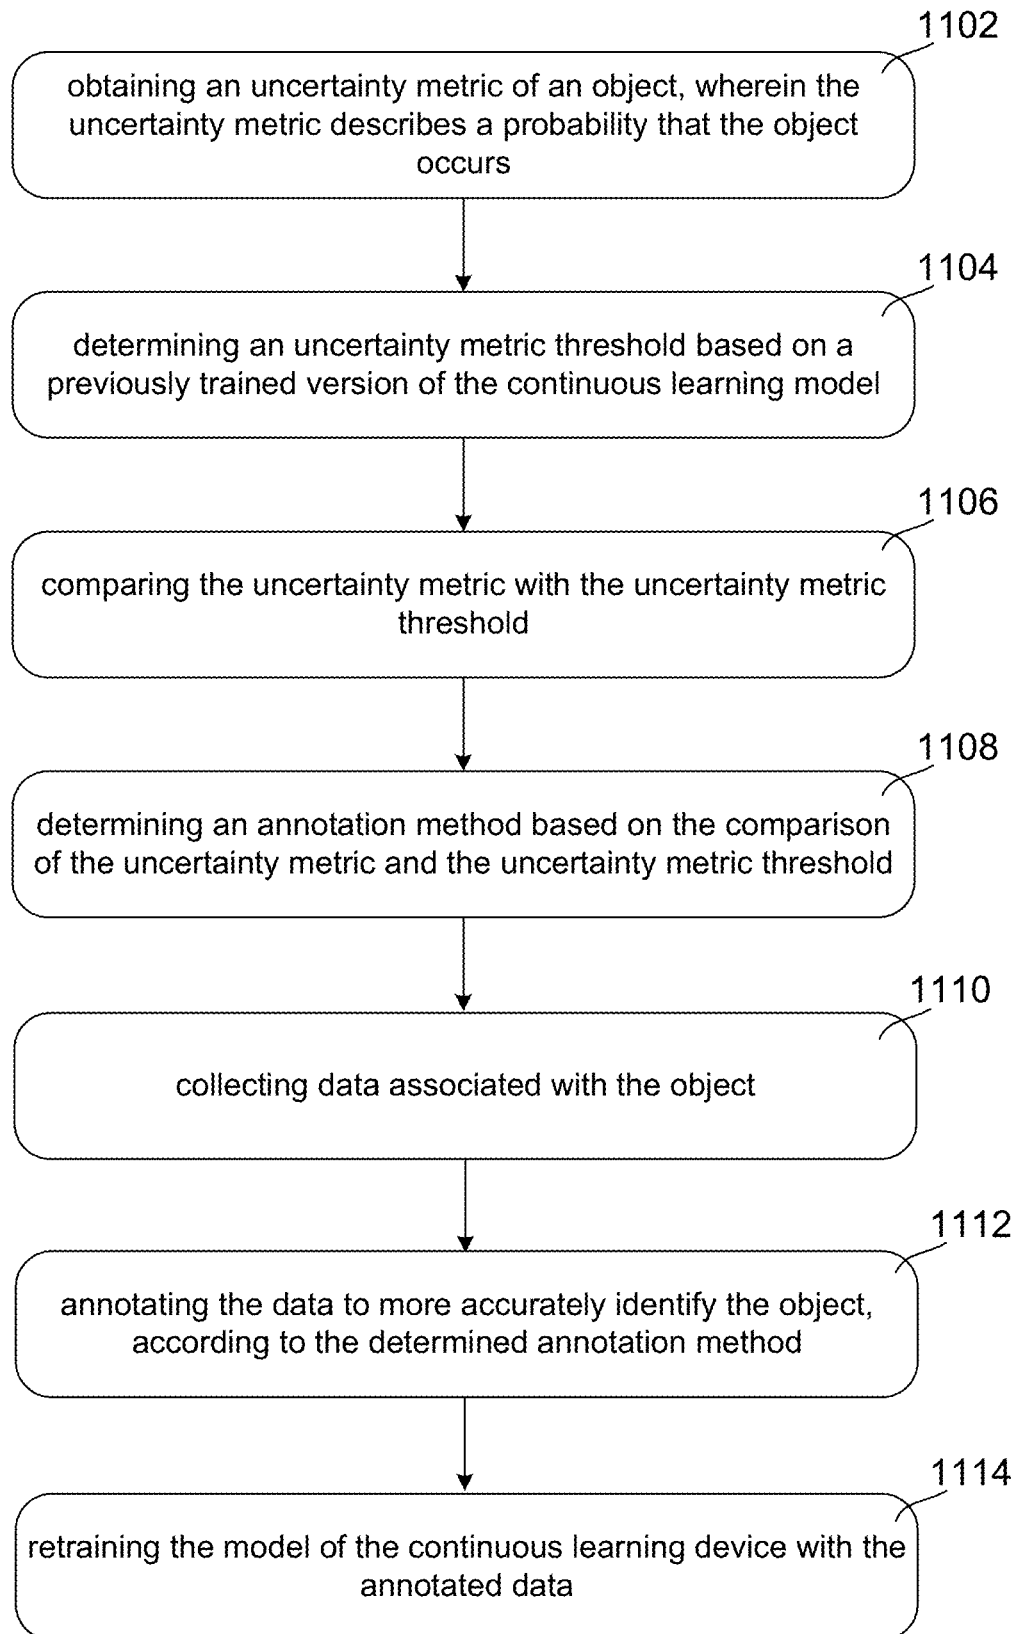 1102
obtaining an uncertainty metric of an object, wherein the
uncertainty metric describes a probability that the object
occurs
1104
determining an uncertainty metric threshold based on a
previously trained version of the continuous learning model
1106
comparing the uncertainty metric with the uncertainty metric
threshold
1108
determining an annotation method based on the comparison
of the uncertainty metric and the uncertainty metric threshold
1110
collecting data associated with the object
1112
annotating the data to more accurately identify the object,
according to the determined annotation method
1114
retraining the model of the continuous learning device with the
annotated data